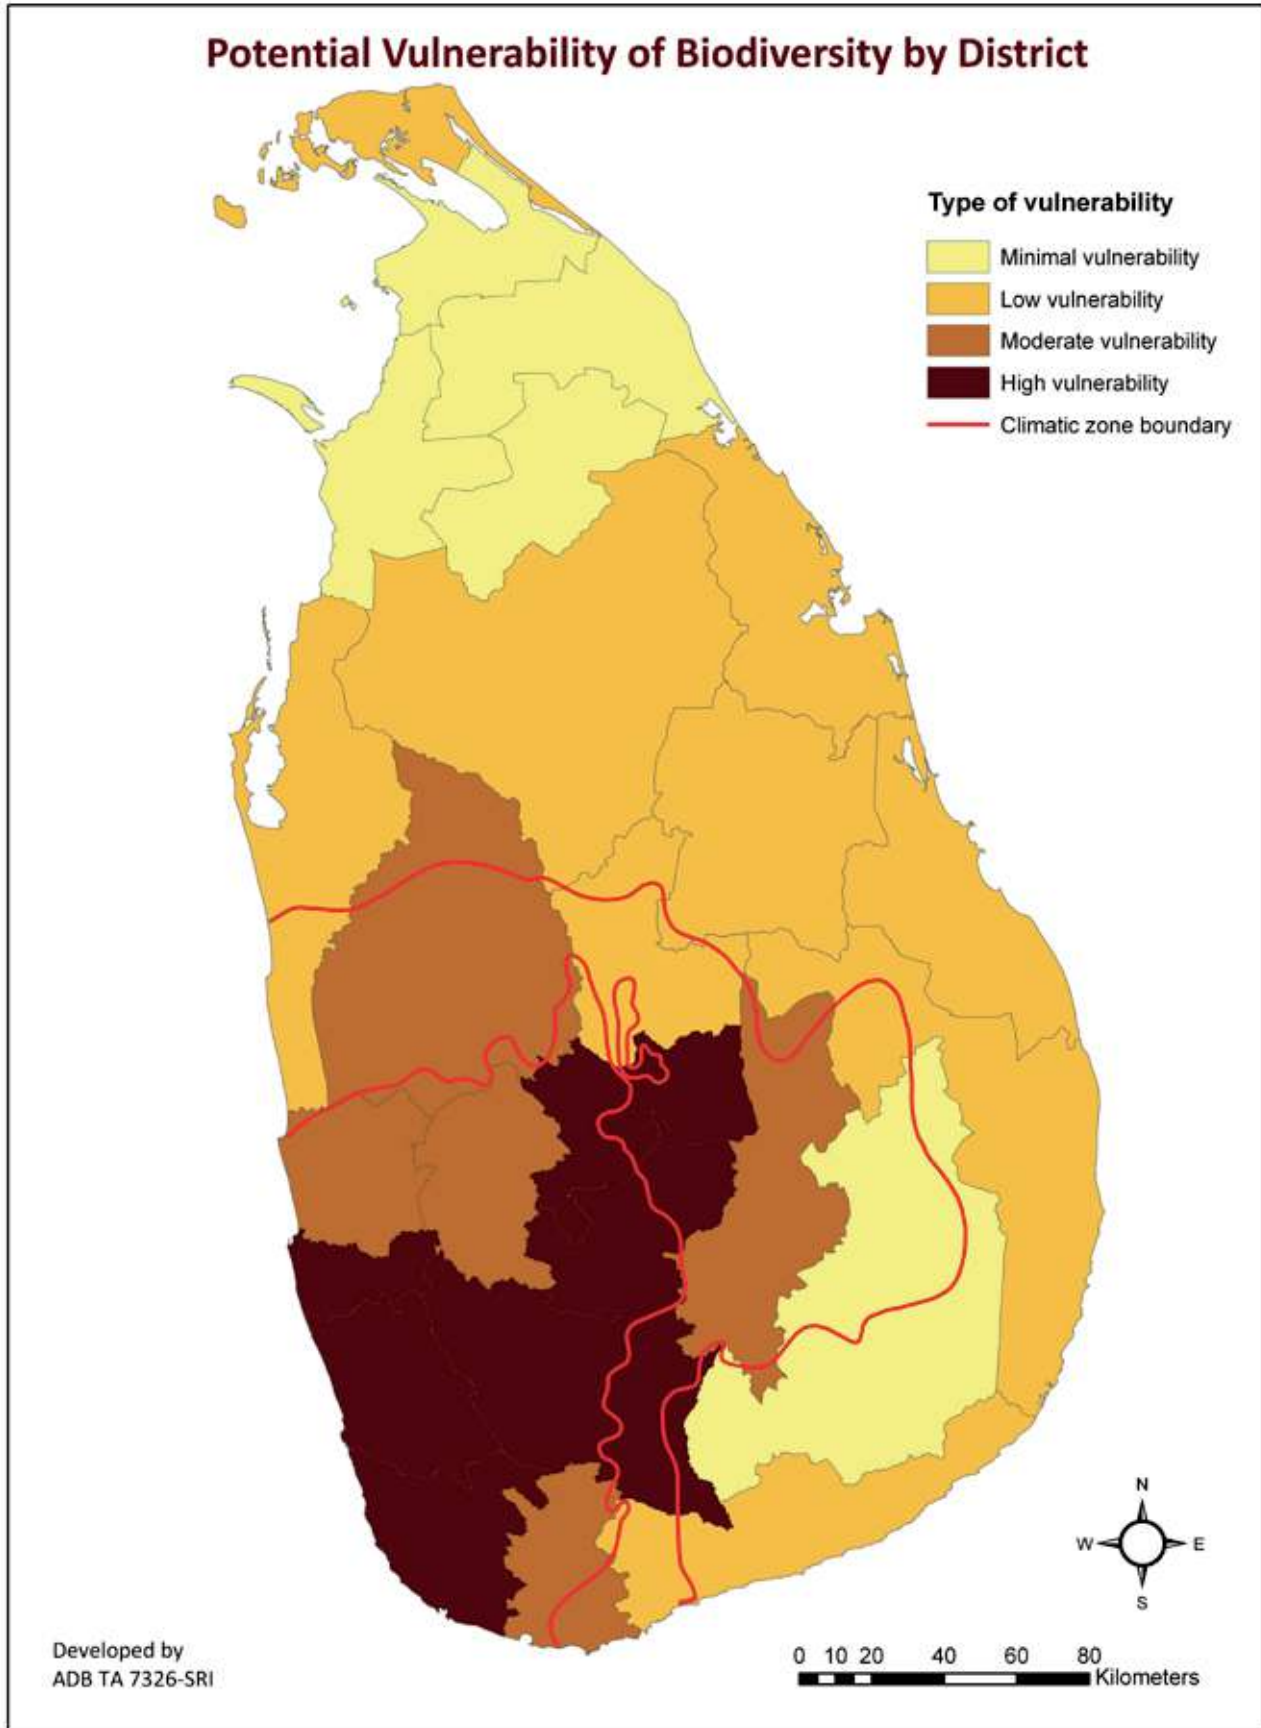 Potential Vulnerability of Biodiversity by District
Type of vulnerability
Minimal vulnerability
Low vulnerability
Moderate vulnerability
High vulnerability
Climatic zone boundary
N
W E
S
Developed by
ADB TA 7326-SRI
0 10 20 40 60 80
Kilometers